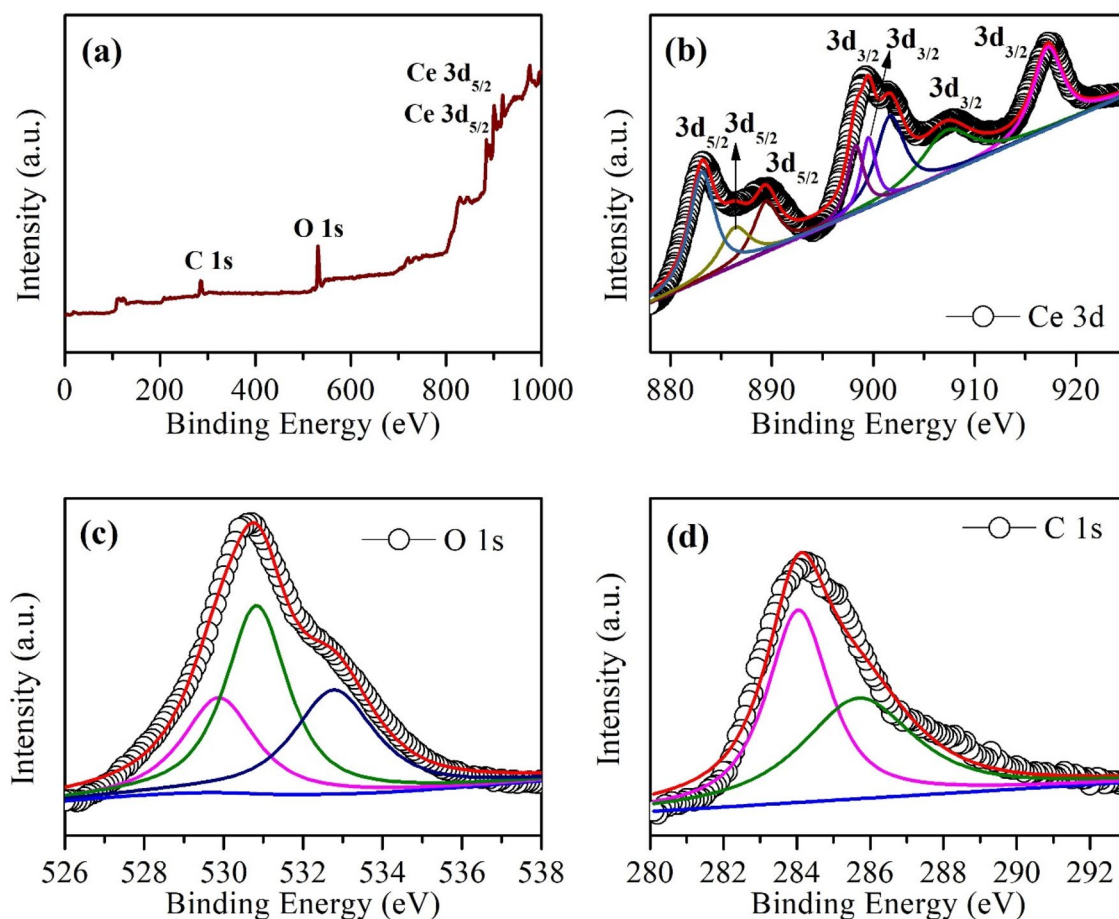 (a)
Ce 3d5/2
Ce 3d5/2
O 1s
C 1s
Intensity (a.u.)
0 200 400 600 800 1000
Binding Energy (eV)
(b)
3d3/2 3d3/2 3d3/2
3d3/2
3d5/2 3d5/2
3d5/2
Ce 3d
Intensity (a.u.)
880 890 900 910 920
Binding Energy (eV)
(c)
O 1s
Intensity (a.u.)
526 528 530 532 534 536 538
Binding Energy (eV)
(d)
C 1s
Intensity (a.u.)
280 282 284 286 288 290 292
Binding Energy (eV)